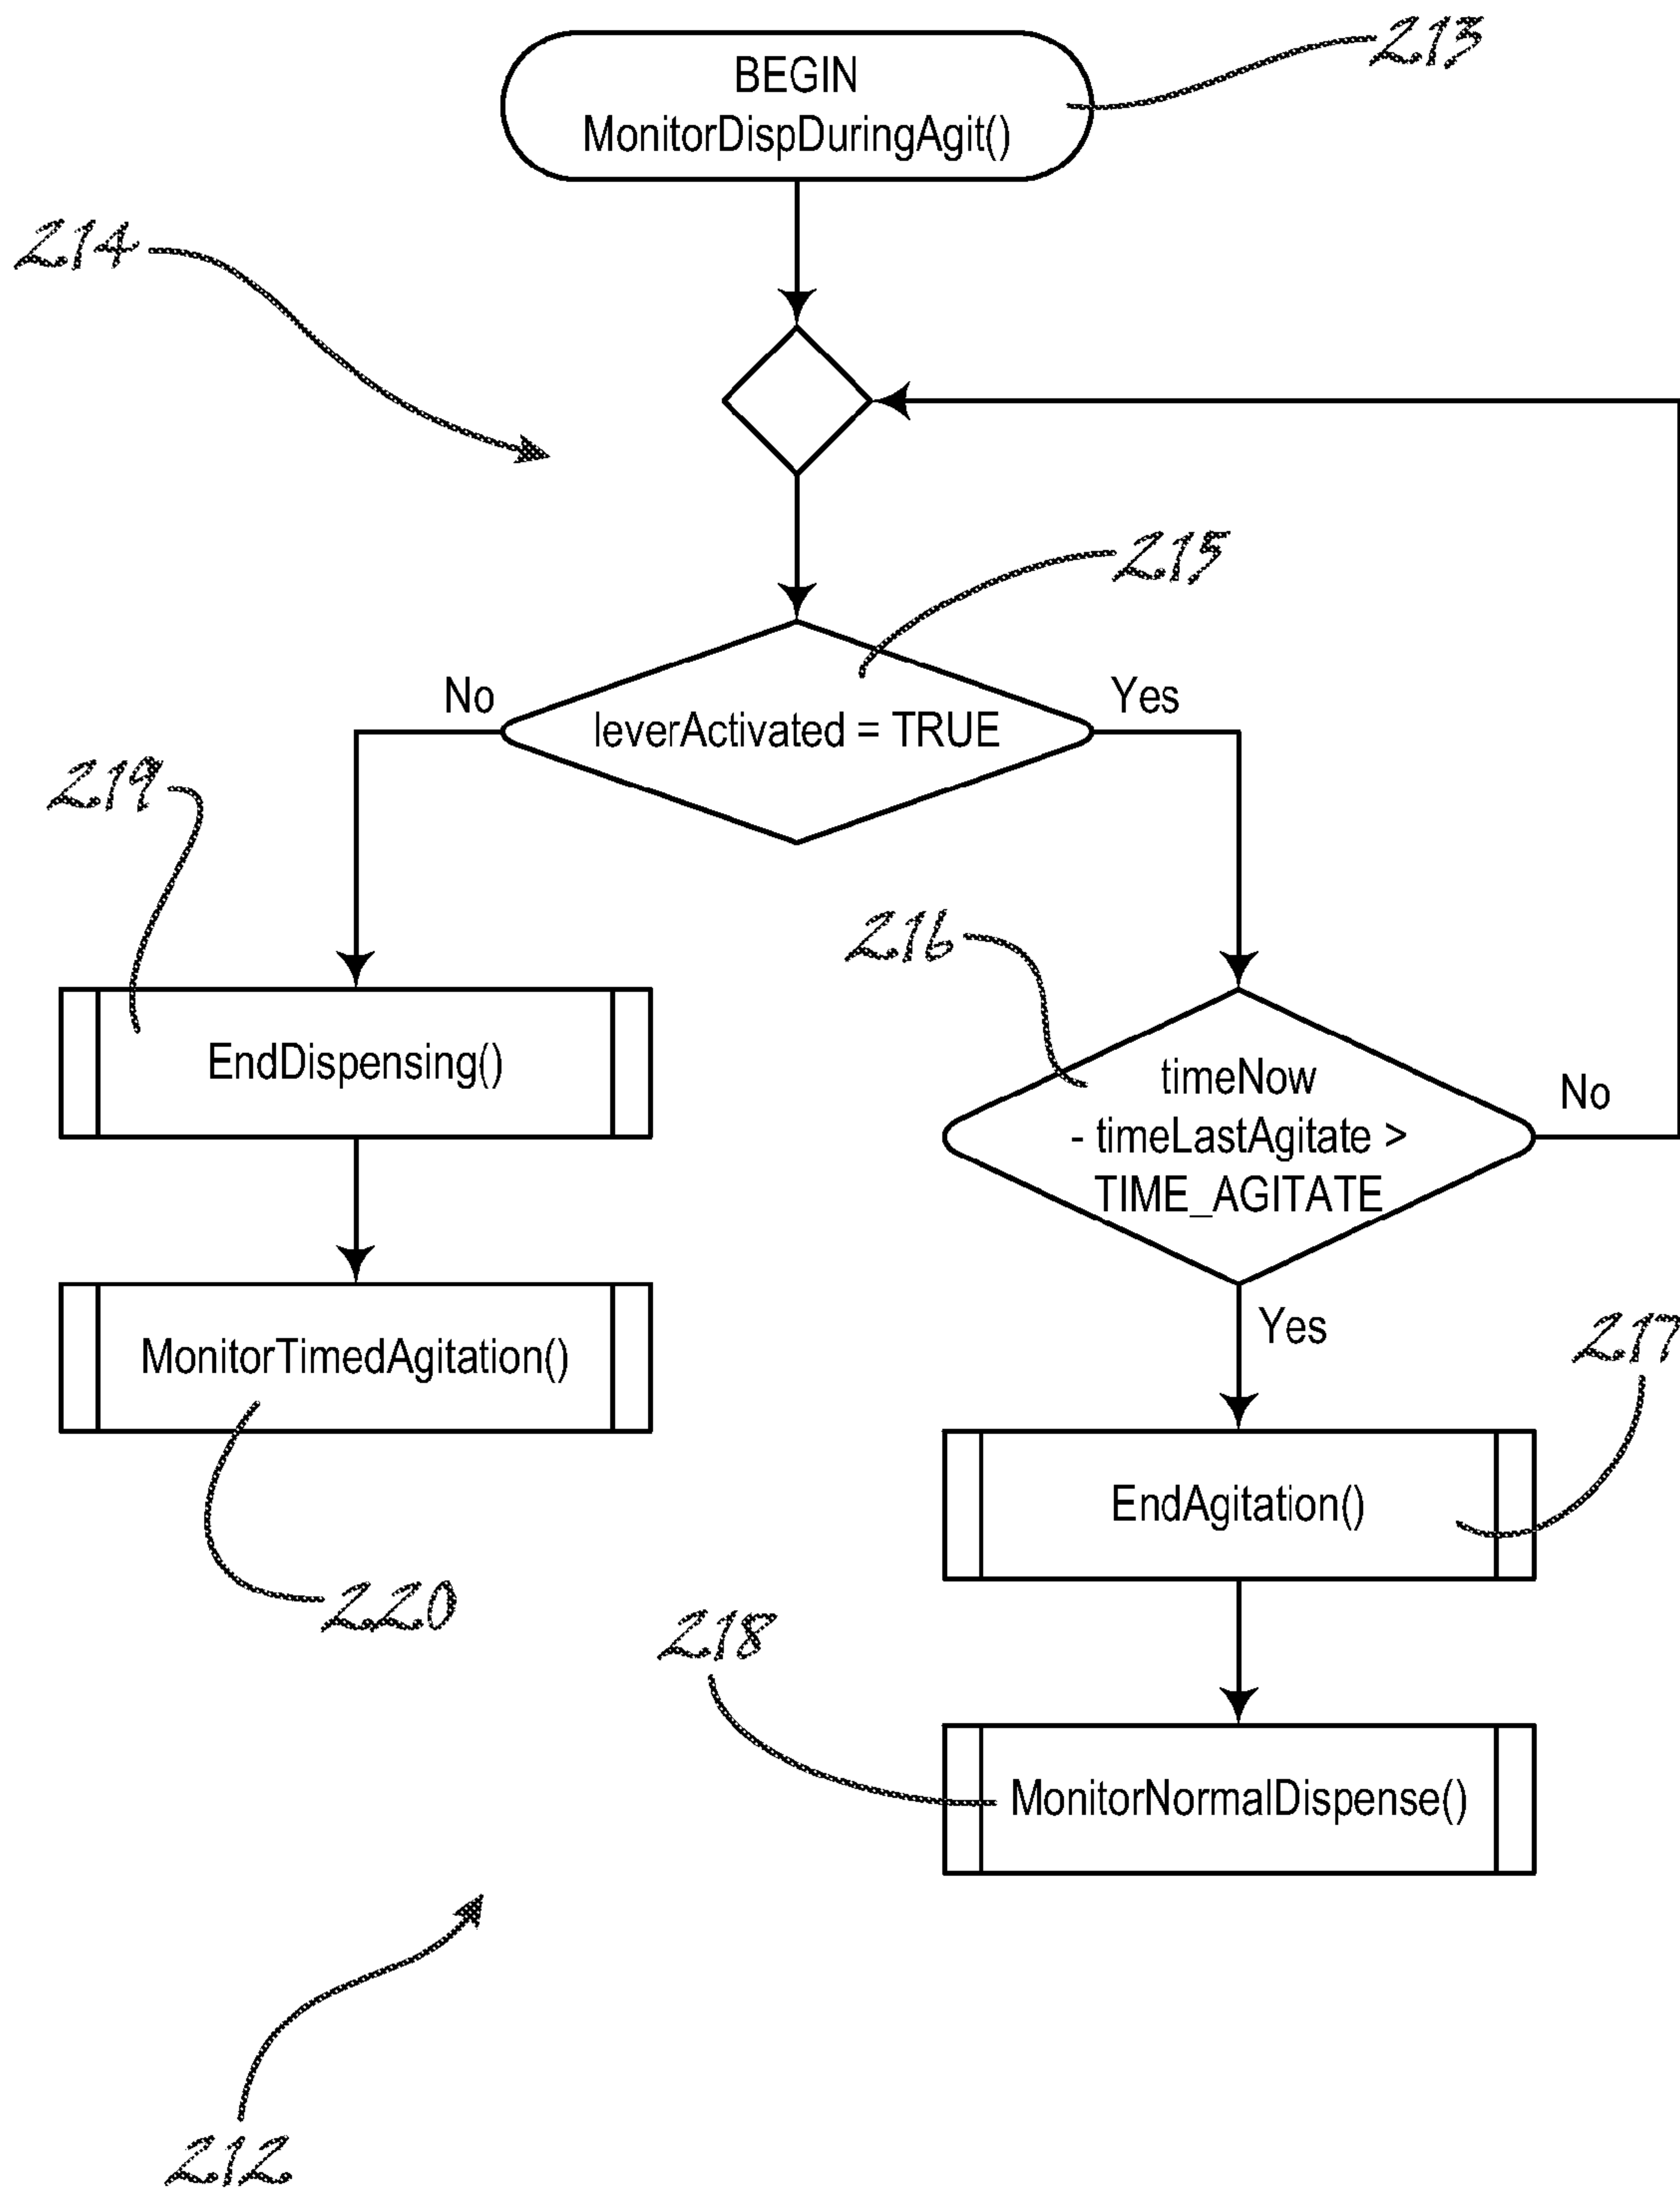 213
BEGIN
MonitorDispDuringAgit()
214
215
No
Yes
leverActivated = TRUE
219
216
EndDispensing()
timeNow
- timeLastAgitate >
TIME_AGITATE
No
MonitorTimedAgitation()
Yes
217
EndAgitation()
220
218
MonitorNormalDispense()
212